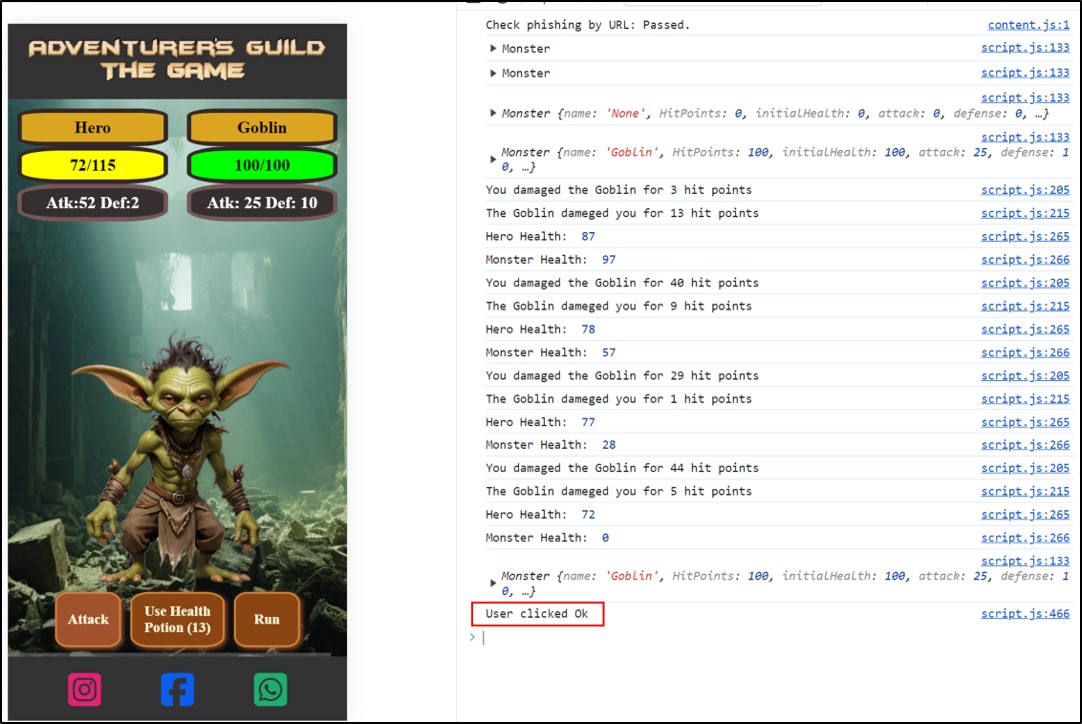 ADVENTURER'S GUILD
THE GAME
Hero
Goblin
72/115
100/100
Atk:52 Def:2
Atk: 25 Def: 10
Attack
Use Health
Potion (13)
Run
Check phishing by URL: Passed. content.js:1
Monster script.js:133
Monster script.js:133
script.js:133
Monster {name: 'None', HitPoints: 0, initialHealth: 0, attack: 0, defense: 0, …}
script.js:133
Monster {name: 'Goblin', HitPoints: 100, initialHealth: 100, attack: 25, defense: 1
0, …}
You damaged the Goblin for 3 hit points script.js:205
The Goblin dameged you for 13 hit points script.js:215
Hero Health: 87 script.js:265
Monster Health: 97 script.js:266
You damaged the Goblin for 40 hit points script.js:205
The Goblin dameged you for 9 hit points script.js:215
Hero Health: 78 script.js:265
Monster Health: 57 script.js:266
You damaged the Goblin for 29 hit points script.js:205
The Goblin dameged you for 1 hit points script.js:215
Hero Health: 77 script.js:265
Monster Health: 28 script.js:266
You damaged the Goblin for 44 hit points script.js:205
The Goblin dameged you for 5 hit points script.js:215
Hero Health: 72 script.js:265
Monster Health: 0 script.js:266
script.js:133
Monster {name: 'Goblin', HitPoints: 100, initialHealth: 100, attack: 25, defense: 1
0, …}
User clicked Ok script.js:466